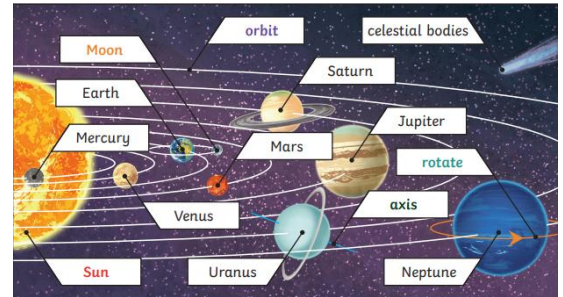 orbit
celestial bodies
Moon
Saturn
Earth
Jupiter
Mercury
Mars
rotate
Venus
axis
Sun
Uranus
Neptune